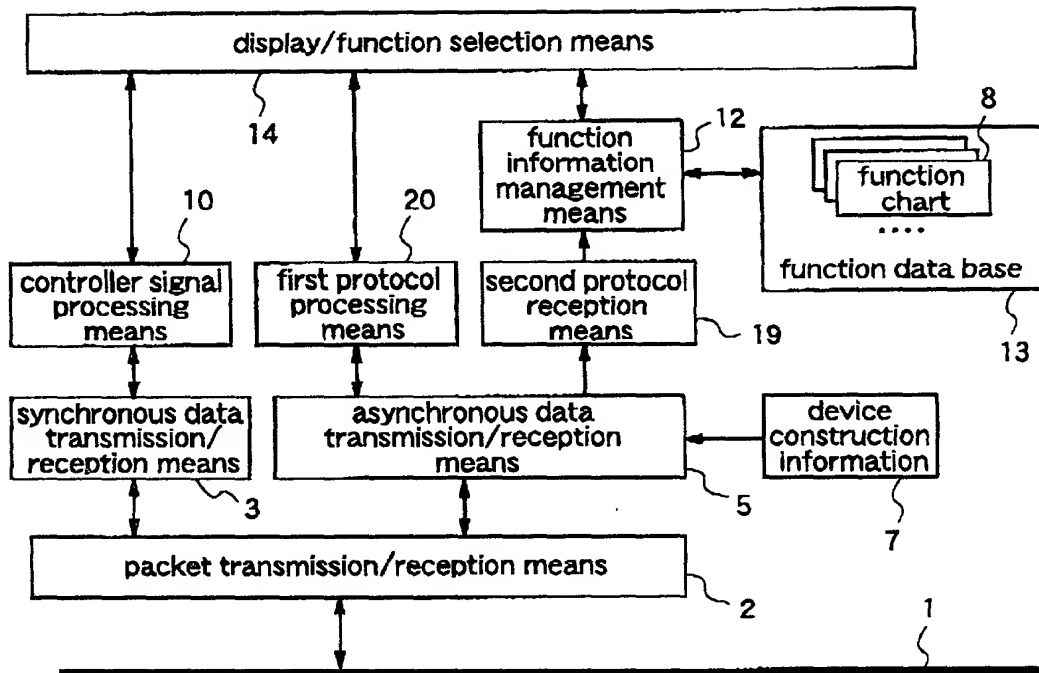 display/function selection means
14
function
information
management
means
12
8
function
chart
....
function data base
13
10
controller signal
processing
means
20
first protocol
processing
means
second protocol
reception
means
19
synchronous data
transmission/
reception means
3
asynchronous data
transmission/reception
means
5
device
construction
information
7
packet transmission/reception means
2
1